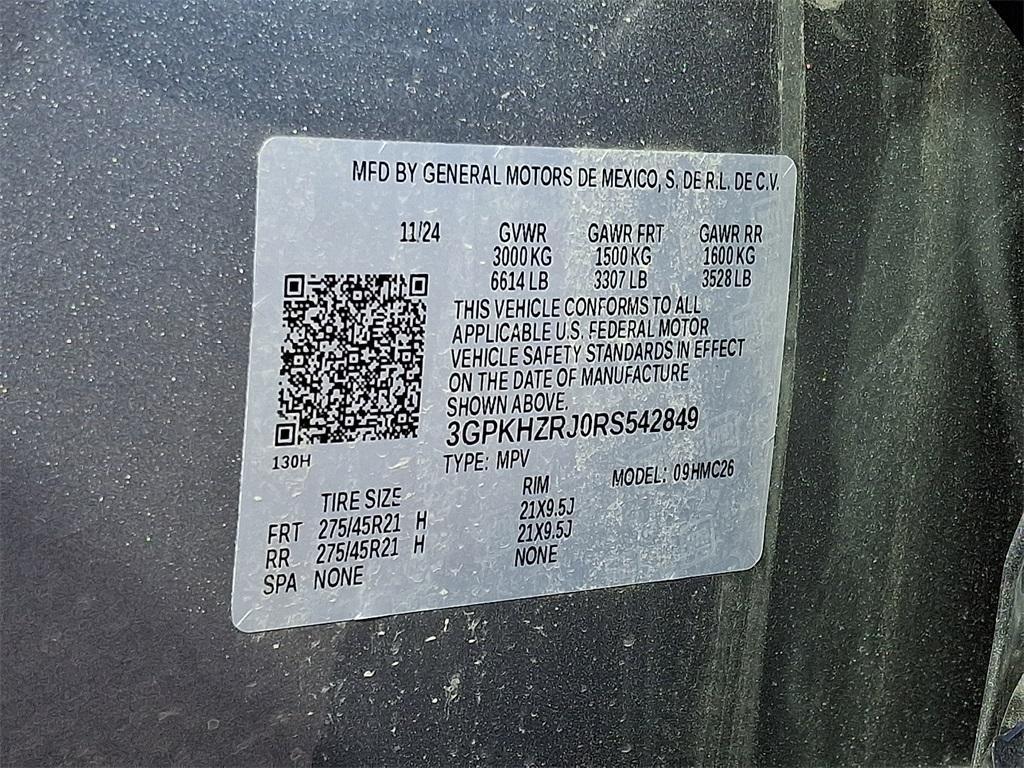 MFD BY GENERAL MOTORS DE MEXICO, S. DE R.L. DE C.V.
11/24 GVWR GAWR FRT GAWR RR
3000 KG 1500 KG 1600 KG
6614 LB 3307 LB 3528 LB
THIS VEHICLE CONFORMS TO ALL
APPLICABLE U.S. FEDERAL MOTOR
VEHICLE SAFETY STANDARDS IN EFFECT
ON THE DATE OF MANUFACTURE
SHOWN ABOVE.
3GPKHZRJ0RS542849
130H
TYPE: MPV MODEL: 09HMC26
TIRE SIZE RIM
FRT 275/45R21 H 21X9.5J
RR 275/45R21 H 21X9.5J
SPA NONE NONE